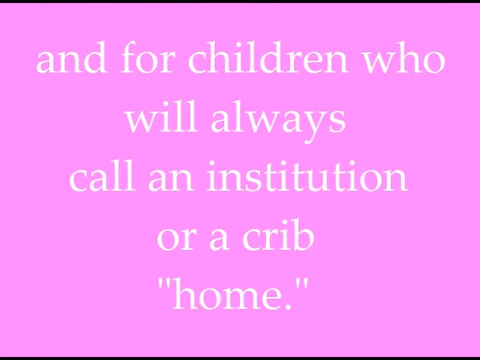 and for children who
will always
call an institution
or a crib
"home."